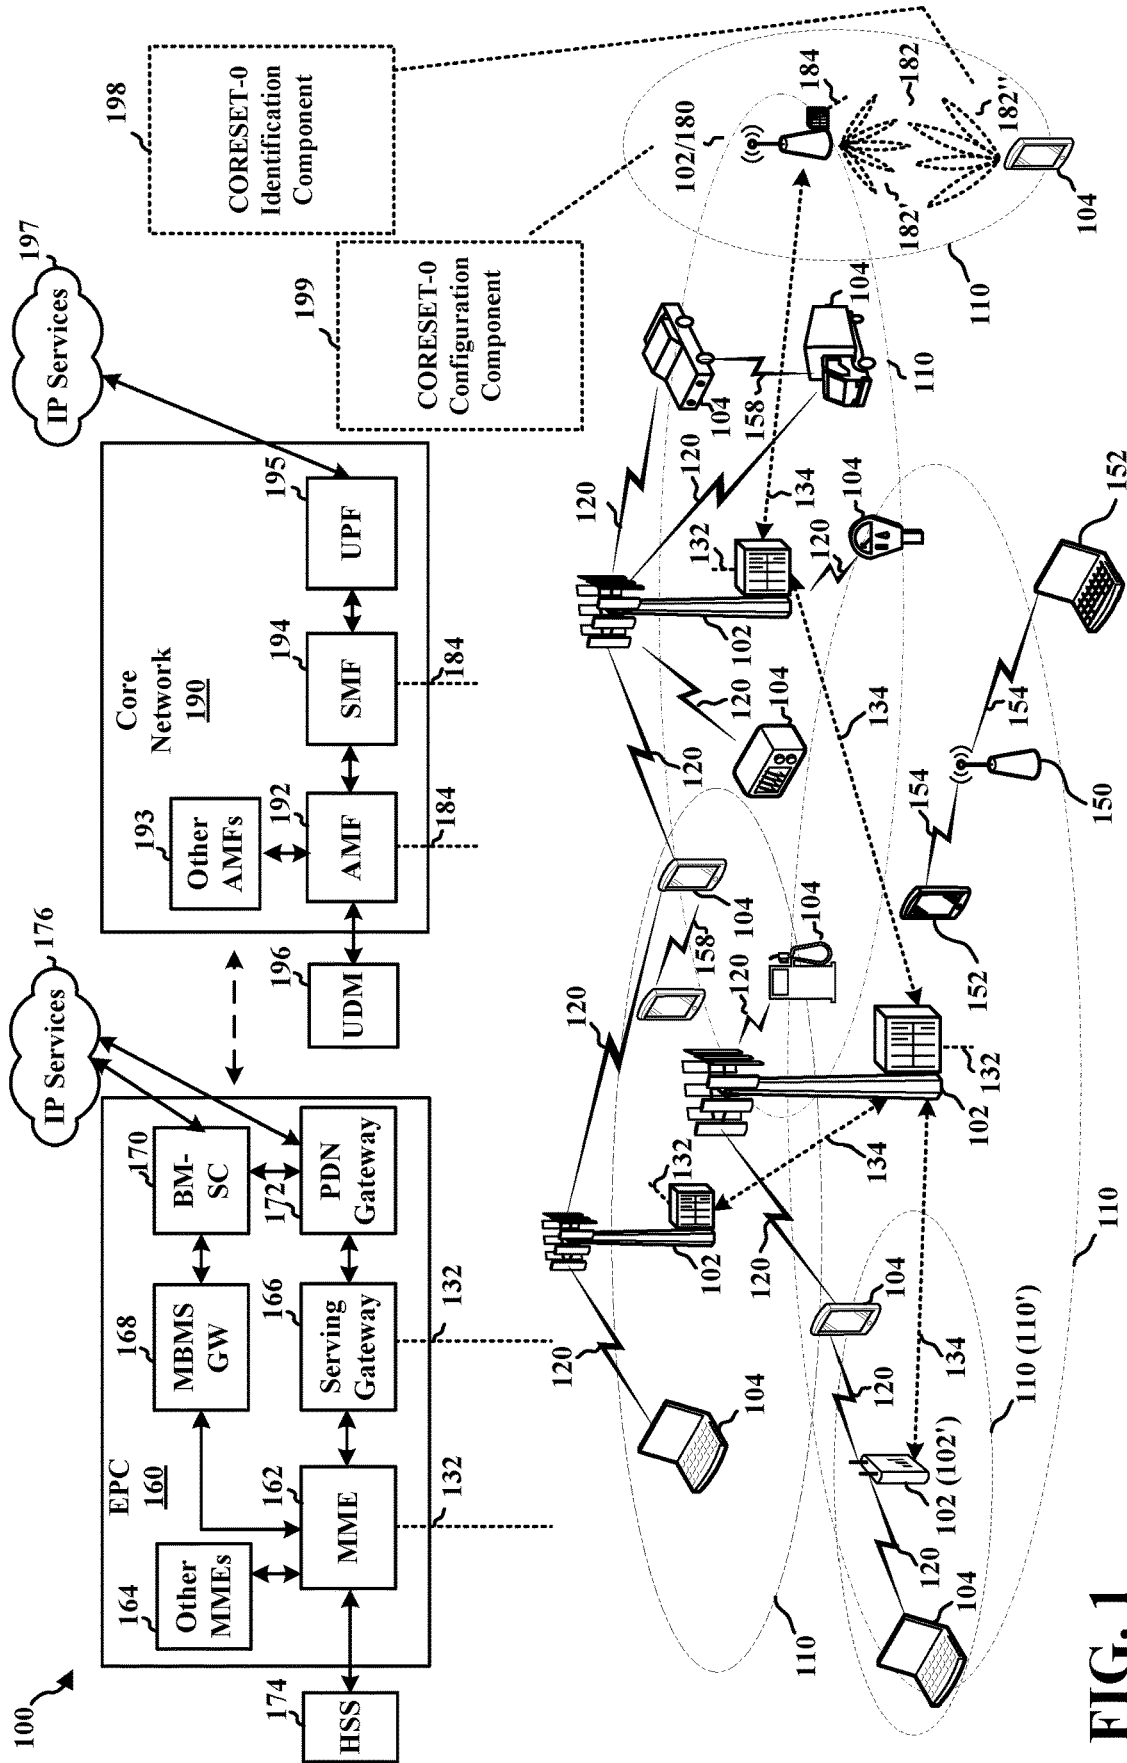 100
EPC
160
164
Other
MMEs
HSS
174
MME
162
132
MBMS
GW
168
Serving
Gateway
166
132
BM-
SC
170
PDN
Gateway
172
IP Services
176
Core
Network
190
UDM
196
Other
AMFs
193
AMF
192
184
SMF
194
184
UPF
195
IP Services
197
CORESET-0
Identification
Component
198
CORESET-0
Configuration
Component
199
102/180
184
182
182'
182''
104
110
104
104
158
110
120
120
134
132
102
120
104
120
104
120
134
152
154
154
150
152
104
158
120
104
120
132
102
134
132
102
120
120
104
104
134
120
102 (102')
120
104
110
110 (110')
110
FIG. 1